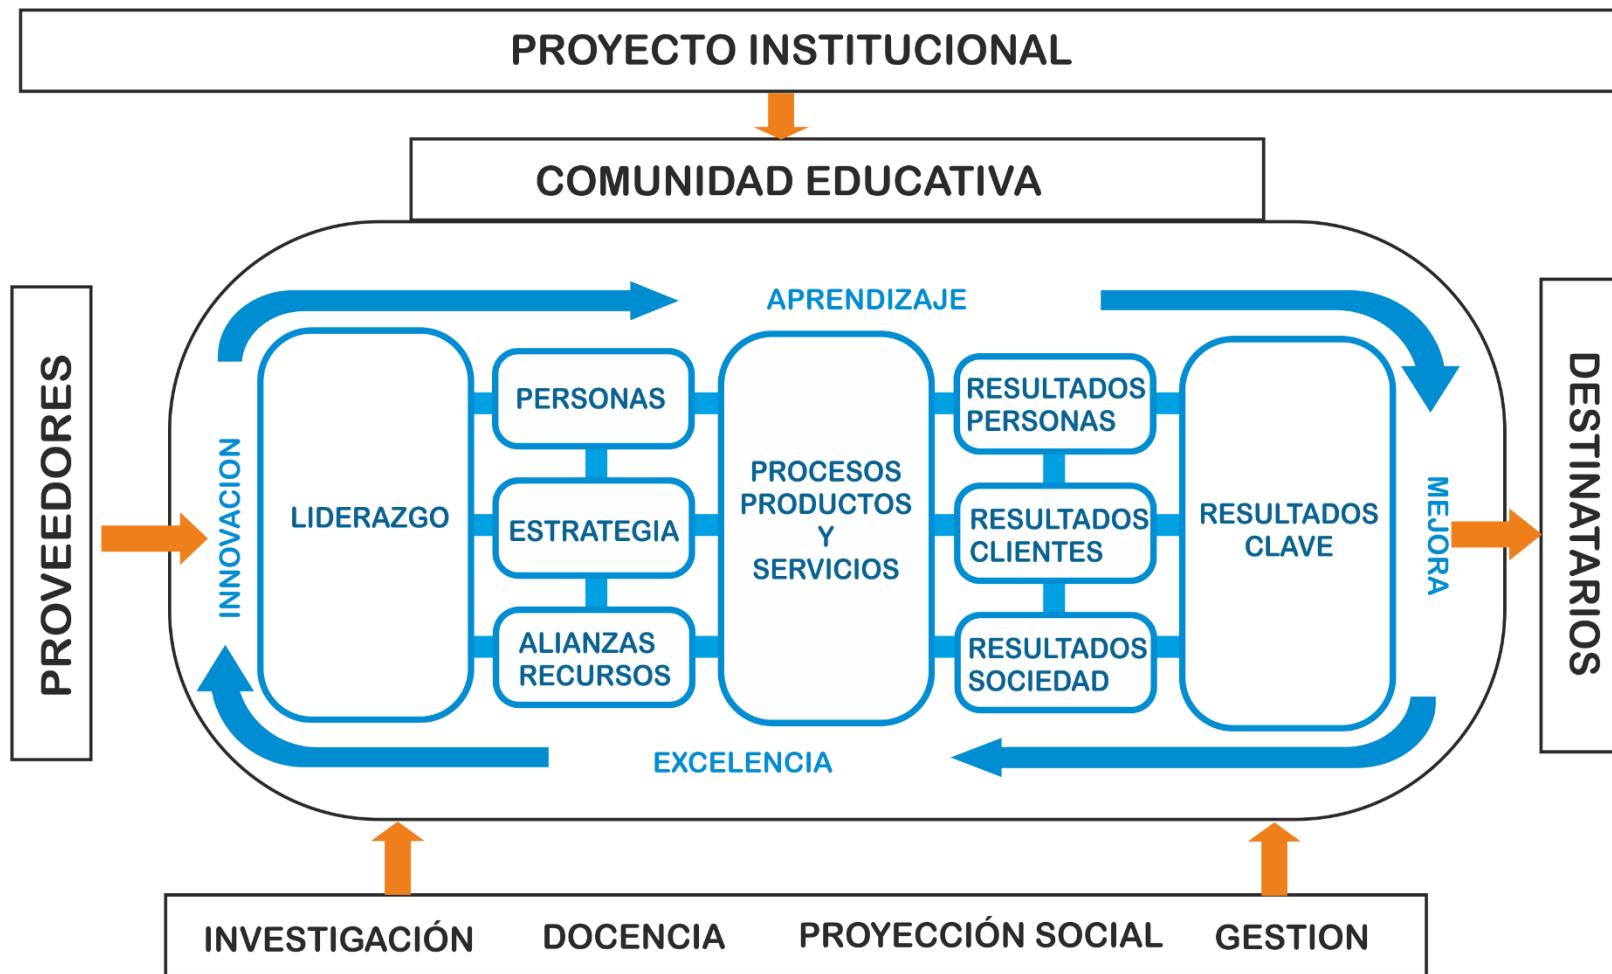 PROYECTO INSTITUCIONAL
COMUNIDAD EDUCATIVA
PROVEEDORES
INNOVACION
APRENDIZAJE
LIDERAZGO
PERSONAS
ESTRATEGIA
ALIANZAS
RECURSOS
PROCESOS
PRODUCTOS
Y
SERVICIOS
RESULTADOS
PERSONAS
RESULTADOS
CLIENTES
RESULTADOS
SOCIEDAD
RESULTADOS
CLAVE
MEJORA
DESTINATARIOS
EXCELENCIA
INVESTIGACIÓN DOCENCIA PROYECCIÓN SOCIAL GESTION